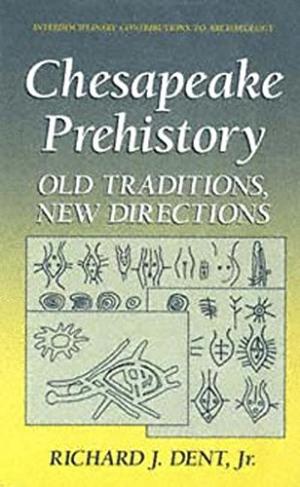 INTERDISCIPLINARY CONTRIBUTIONS TO ARCHAEOLOGY
Chesapeake
Prehistory
OLD TRADITIONS,
NEW DIRECTIONS
RICHARD J. DENT, Jr.